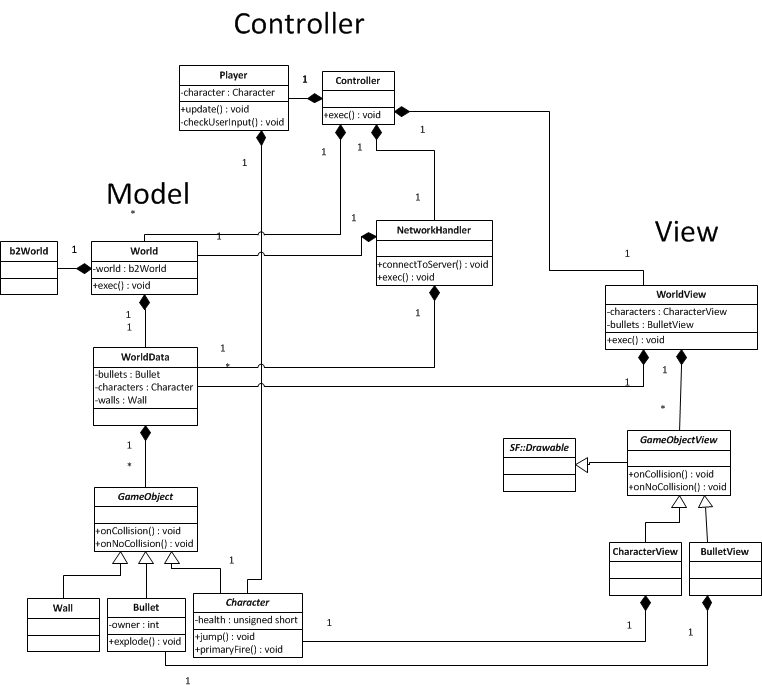 Controller
Player
-character : Character
+update() : void
-checkUserInput() : void
1
Controller
+exec() : void
1
1
1
1
1
Model
*
1
1
View
b2World
1
World
-world : b2World
+exec() : void
NetworkHandler
+connectToServer() : void
+exec() : void
1
WorldView
-characters : CharacterView
-bullets : BulletView
+exec() : void
1
1
1
1
*
WorldData
-bullets : Bullet
-characters : Character
-walls : Wall
1
1
*
1
*
SF::Drawable
GameObjectView
+onCollision() : void
+onNoCollision() : void
GameObject
+onCollision() : void
+onNoCollision() : void
1
CharacterView
BulletView
Wall
Bullet
-owner : int
+explode() : void
Character
-health : unsigned short
+jump() : void
+primaryFire() : void
1
1
1
1